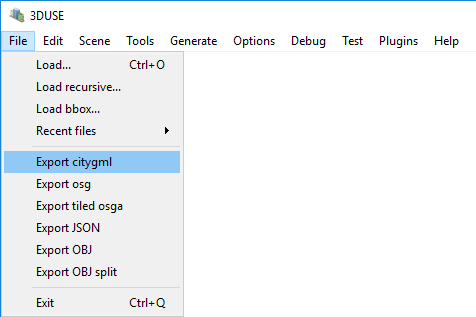 3DUSE
File Edit Scene Tools Generate Options Debug Test Plugins Help
Load... Ctrl+O
Load recursive...
Load bbox...
Recent files
Export citygml
Export osg
Export tiled osga
Export JSON
Export OBJ
Export OBJ split
Exit Ctrl+Q